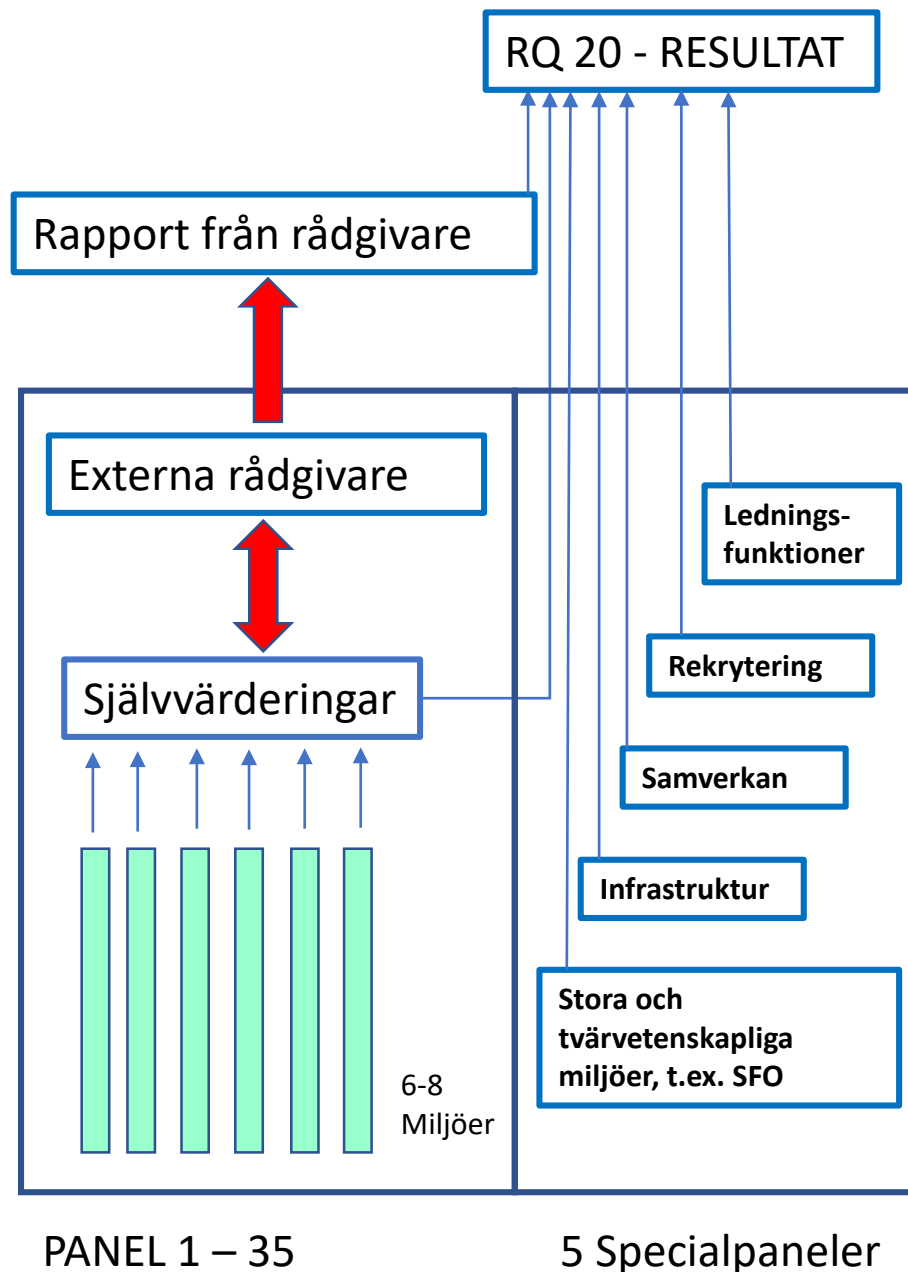 RQ 20 - RESULTAT
Rapport från rådgivare
Externa rådgivare
Självvärderingar
6-8
Miljöer
Lednings-
funktioner
Rekrytering
Samverkan
Infrastruktur
Stora och
tvärvetenskapliga
miljöer, t.ex. SFO
PANEL 1 – 35
5 Specialpaneler